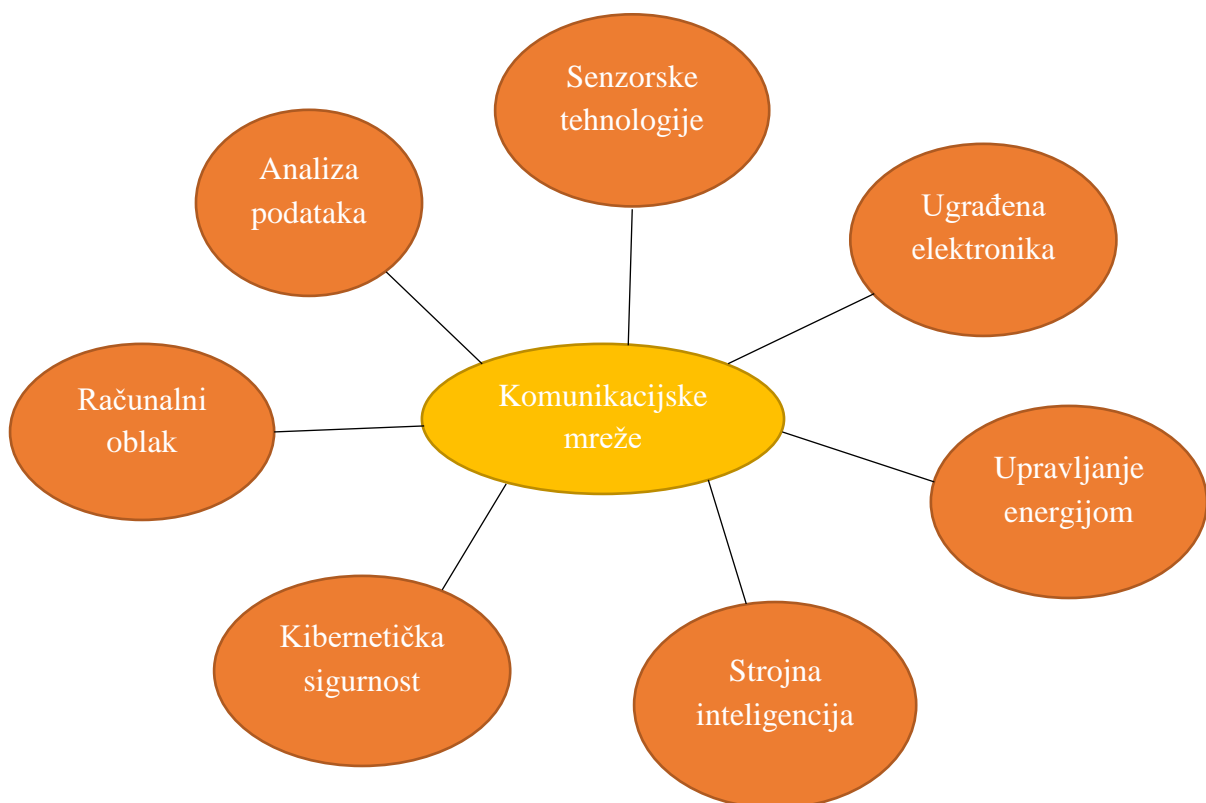 Senzorske
tehnologije
Analiza
podataka
Ugrađena
elektronika
Računalni
oblak
Komunikacijske
mreže
Upravljanje
energijom
Kibernetička
sigurnost
Strojna
inteligencija